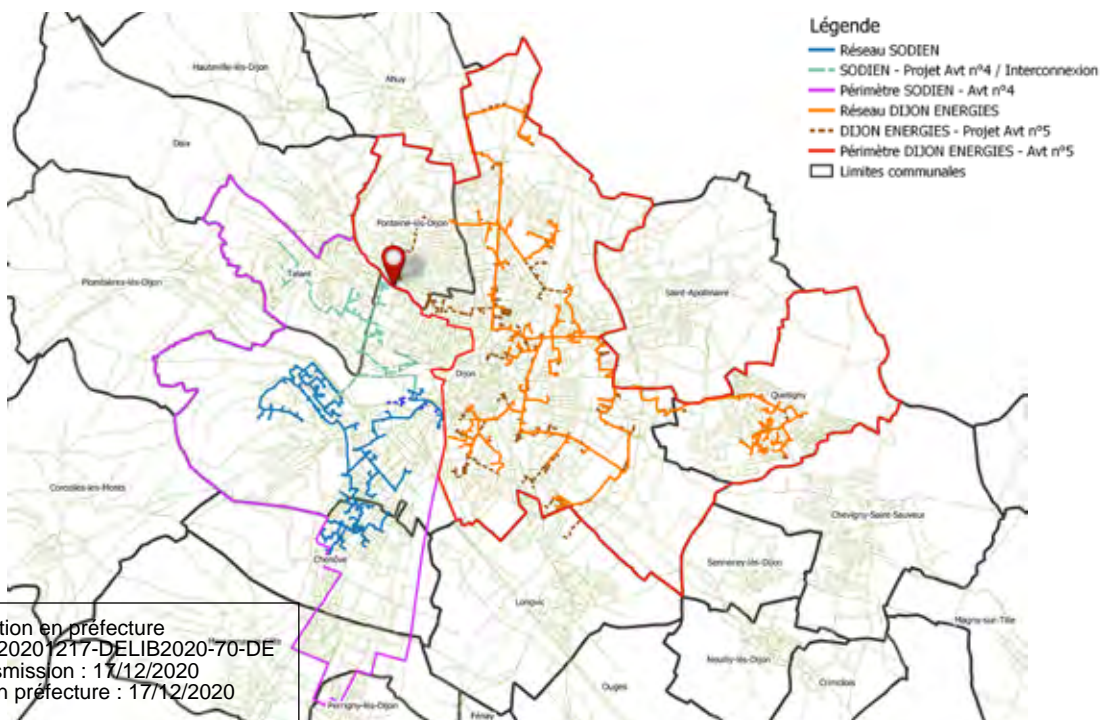 Légende
Réseau SODIEN
SODIEN - Projet Avt n°4 / Interconnexion
Périmètre SODIEN - Avt n°4
Réseau DIJON ENERGIES
DIJON ENERGIES - Projet Avt n°5
Périmètre DIJON ENERGIES - Avt n°5
Limites communales
Hauteville-lès-Dijon
Ahuy
Daix
Fontaine-lès-Dijon
Talant
Plombières-lès-Dijon
Saint-Apollinaire
Dijon
Quetigny
Corcelles-les-Monts
Chevigny-Saint-Sauveur
Chenôve
Sennecey-lès-Dijon
Longvic
Magny-sur-Tille
Neuilly-lès-Dijon
Crimolois
Ouges
Perrigny-lès-Dijon
Fénay
tion en préfecture
20201217-DELIB2020-70-DE
smission : 17/12/2020
n préfecture : 17/12/2020